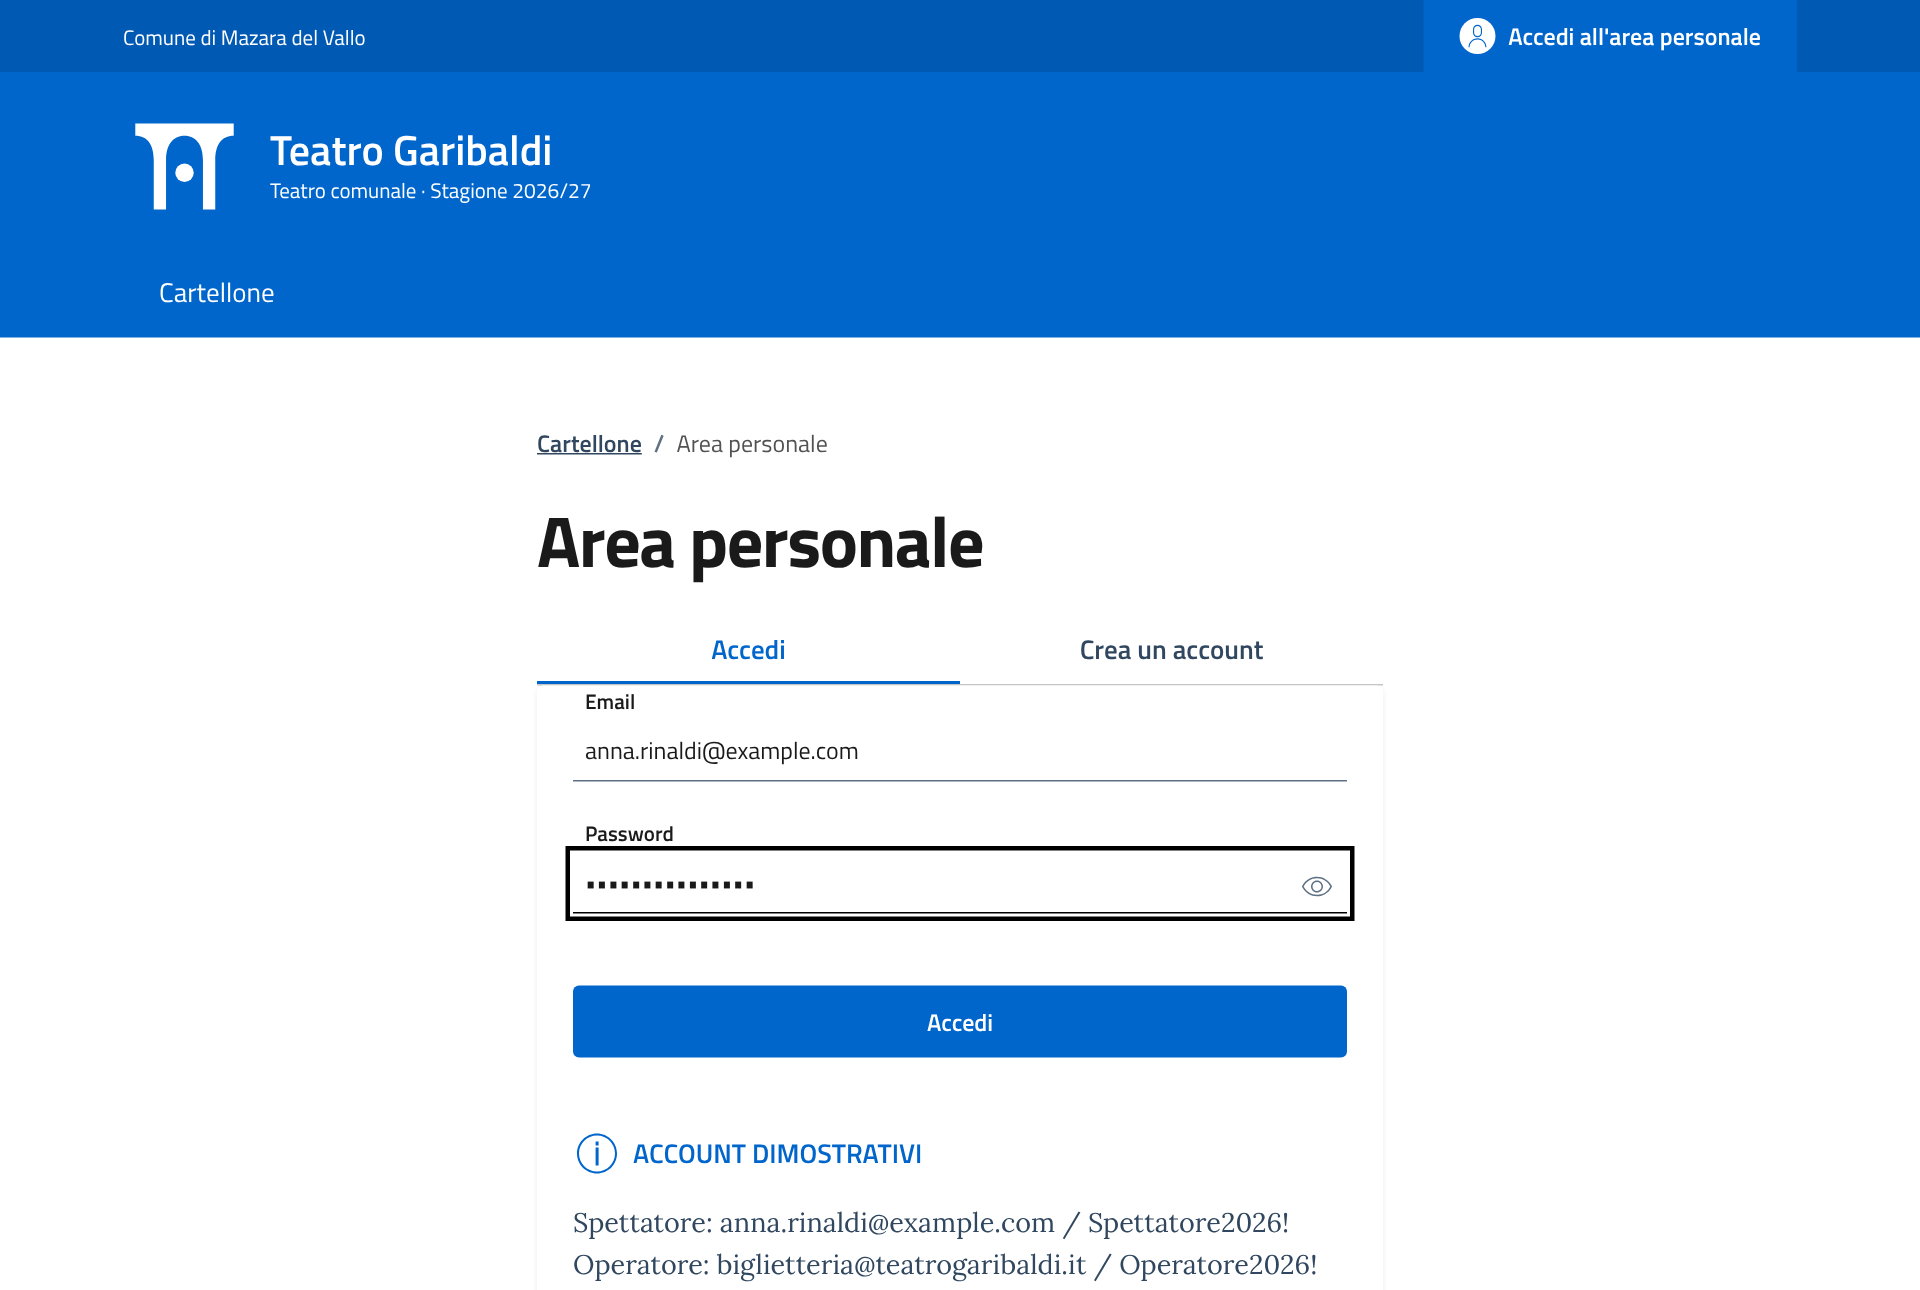 Comune di Mazara del Vallo
Accedi all'area personale
Teatro Garibaldi
Teatro comunale · Stagione 2026/27
Cartellone
Cartellone / Area personale
Area personale
Accedi
Crea un account
Email
anna.rinaldi@example.com
Password
Accedi
ACCOUNT DIMOSTRATIVI
Spettatore: anna.rinaldi@example.com / Spettatore2026!
Operatore: biglietteria@teatrogaribaldi.it / Operatore2026!